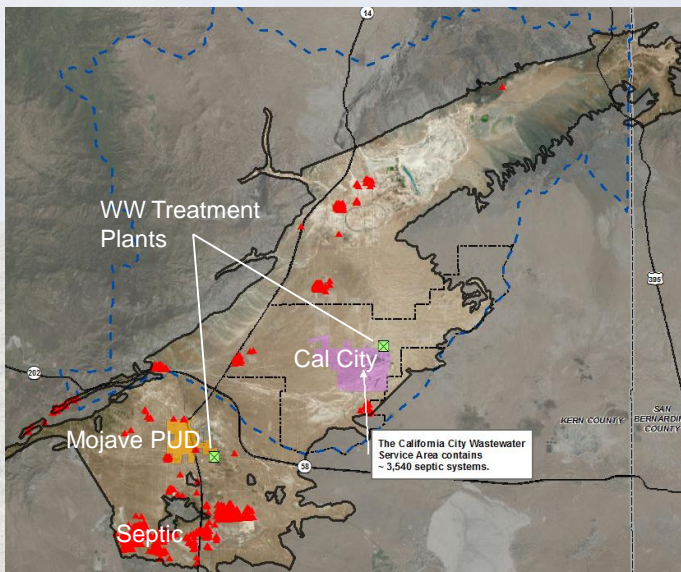 14
WW Treatment
Plants
395
Cal City
202
Mojave PUD
KERN COUNTY
SAN
BERNARDINO
COUNTY
The California City Wastewater
Service Area contains
~ 3,540 septic systems.
58
Septic